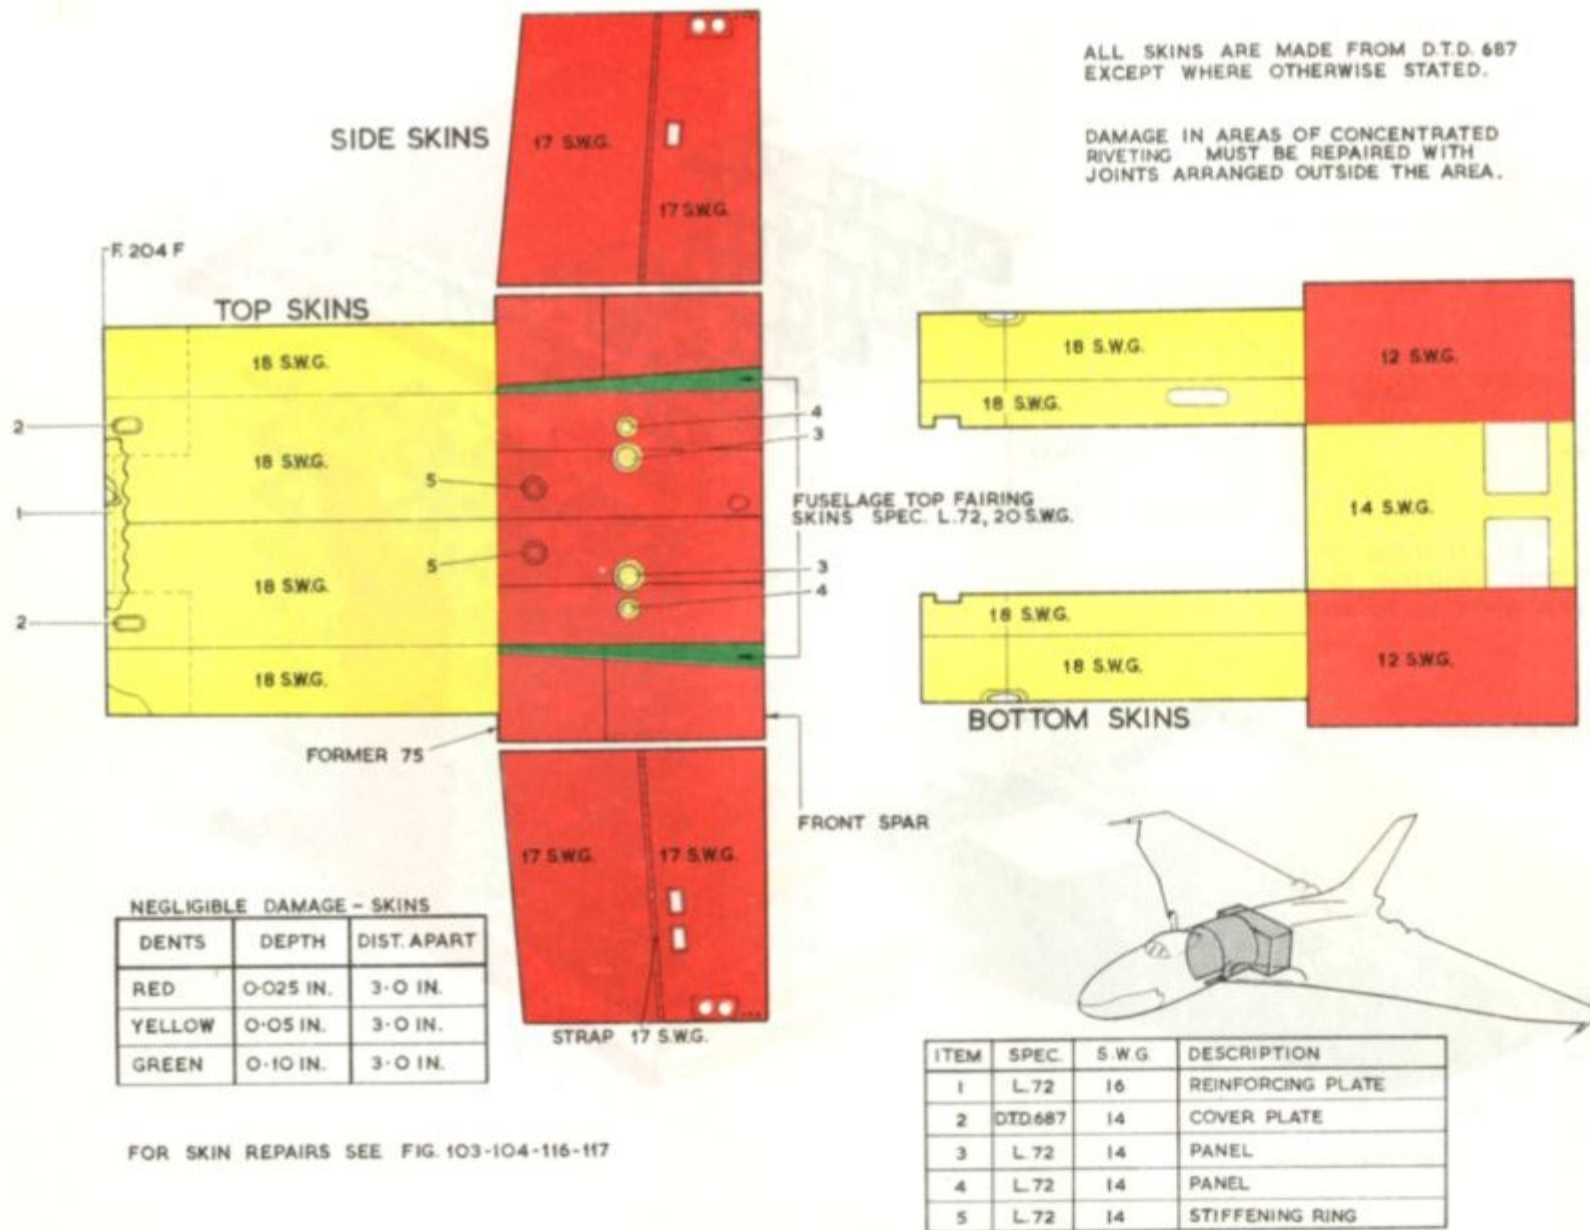 ALL SKINS ARE MADE FROM D.T.D. 687
EXCEPT WHERE OTHERWISE STATED.
DAMAGE IN AREAS OF CONCENTRATED
RIVETING MUST BE REPAIRED WITH
JOINTS ARRANGED OUTSIDE THE AREA.
SIDE SKINS
17 S.W.G.
17 S.W.G.
F. 204 F
TOP SKINS
18 S.W.G.
18 S.W.G.
18 S.W.G.
18 S.W.G.
2
1
2
5
5
4
3
3
4
FUSELAGE TOP FAIRING
SKINS SPEC. L.72, 20 S.W.G.
FORMER 75
FRONT SPAR
17 S.W.G.
17 S.W.G.
STRAP 17 S.W.G.
18 S.W.G.
18 S.W.G.
12 S.W.G.
14 S.W.G.
18 S.W.G.
18 S.W.G.
12 S.W.G.
BOTTOM SKINS
NEGLIGIBLE DAMAGE - SKINS
DENTS DEPTH DIST. APART
RED 0·025 IN. 3·0 IN.
YELLOW 0·05 IN. 3·0 IN.
GREEN 0·10 IN. 3·0 IN.
FOR SKIN REPAIRS SEE FIG. 103-104-116-117
ITEM SPEC. S.W.G. DESCRIPTION
1 L.72 16 REINFORCING PLATE
2 D.T.D.687 14 COVER PLATE
3 L.72 14 PANEL
4 L.72 14 PANEL
5 L.72 14 STIFFENING RING